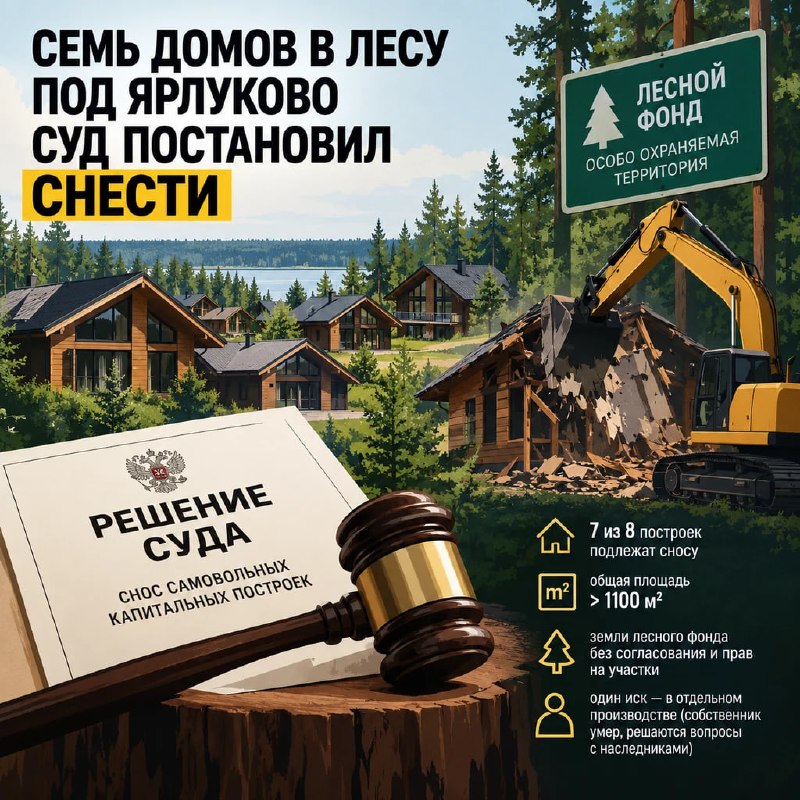 СЕМЬ ДОМОВ В ЛЕСУ
ПОД ЯРЛУКОВО
СУД ПОСТАНОВИЛ
СНЕСТИ
ЛЕСНОЙ
ФОНД
ОСОБО ОХРАНЯЕМАЯ
ТЕРРИТОРИЯ
РЕШЕНИЕ
СУДА
СНОС САМОВОЛЬНЫХ
КАПИТАЛЬНЫХ ПОСТРОЕК
7 из 8 построек
подлежат сносу
m²
общая площадь
> 1100 м²
земли лесного фонда
без согласования и прав
на участки
один иск — в отдельном
производстве (собственник
умер, решаются вопросы
с наследниками)